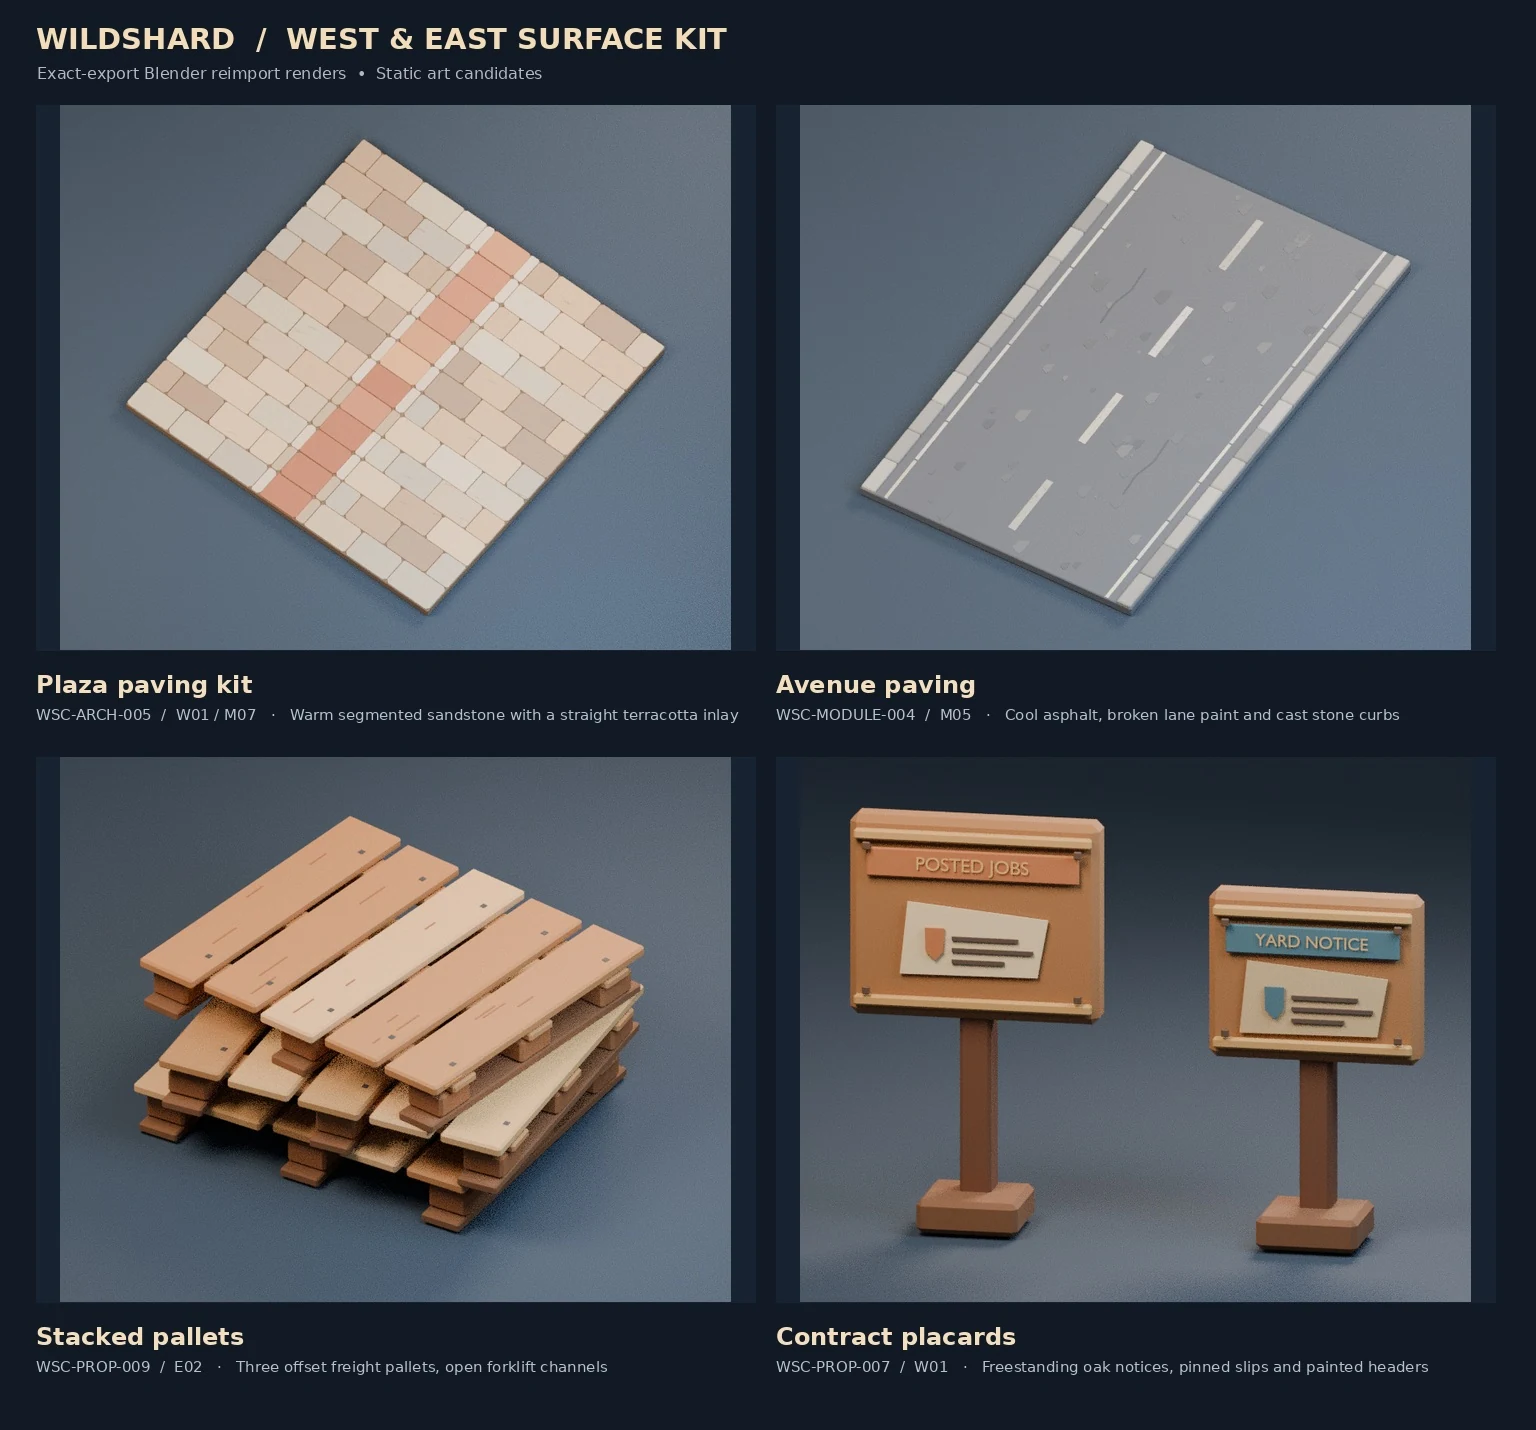 WILDSHARD / WEST & EAST SURFACE KIT
Exact-export Blender reimport renders • Static art candidates
Plaza paving kit
WSC-ARCH-005 / W01 / M07 · Warm segmented sandstone with a straight terracotta inlay
Avenue paving
WSC-MODULE-004 / M05 · Cool asphalt, broken lane paint and cast stone curbs
POSTED JOBS
YARD NOTICE
Stacked pallets
WSC-PROP-009 / E02 · Three offset freight pallets, open forklift channels
Contract placards
WSC-PROP-007 / W01 · Freestanding oak notices, pinned slips and painted headers